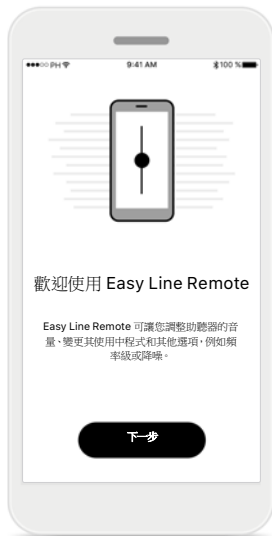 ●●●○○ PH 9:41 AM 100 %
歡迎使用 Easy Line Remote
Easy Line Remote 可讓您調整助聽器的音
量、變更其使用中程式和其他選項，例如頻
率級或降噪。
下一步